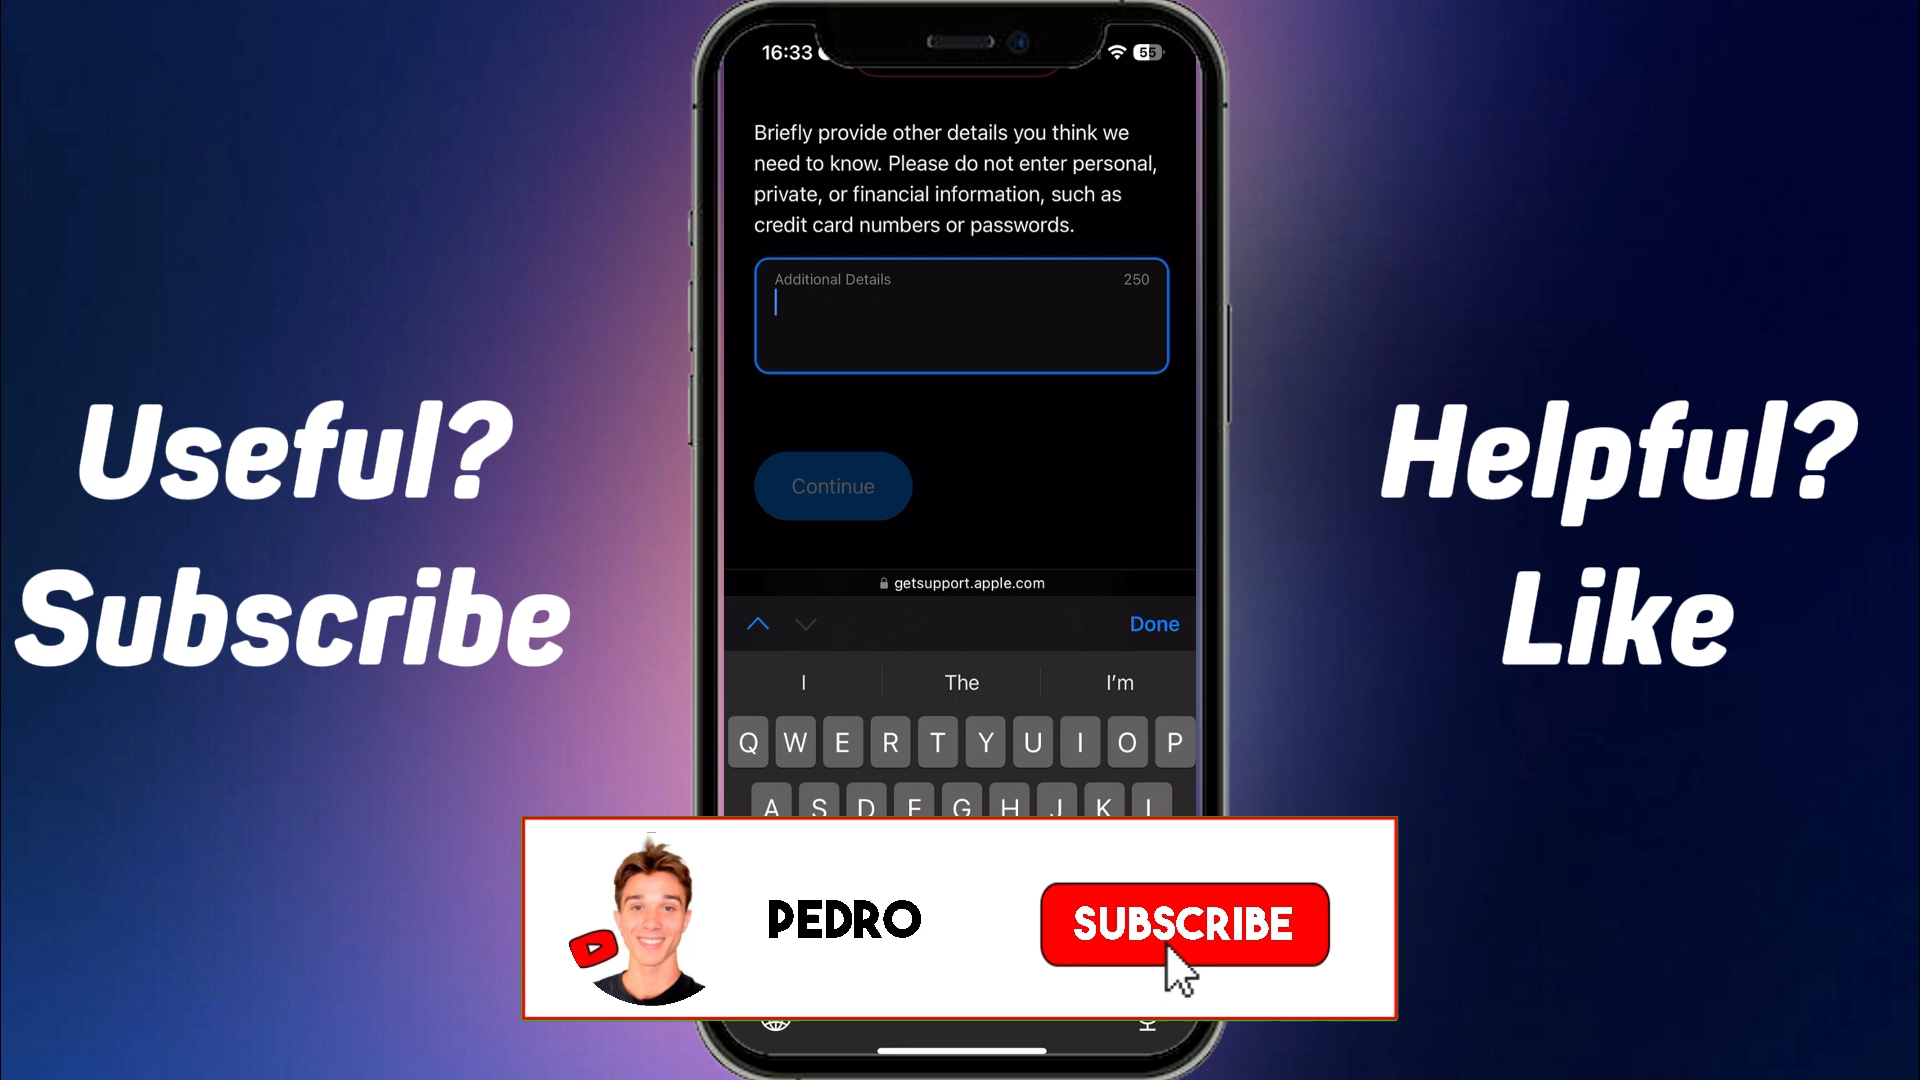 16:33
55
Briefly provide other details you think we
need to know. Please do not enter personal,
private, or financial information, such as
credit card numbers or passwords.
Additional Details
250
Useful?
Subscribe
Helpful?
Like
Continue
getsupport.apple.com
Done
I
The
I'm
Q W E R T Y U I O P
A S D F G H J K L
PEDRO
SUBSCRIBE